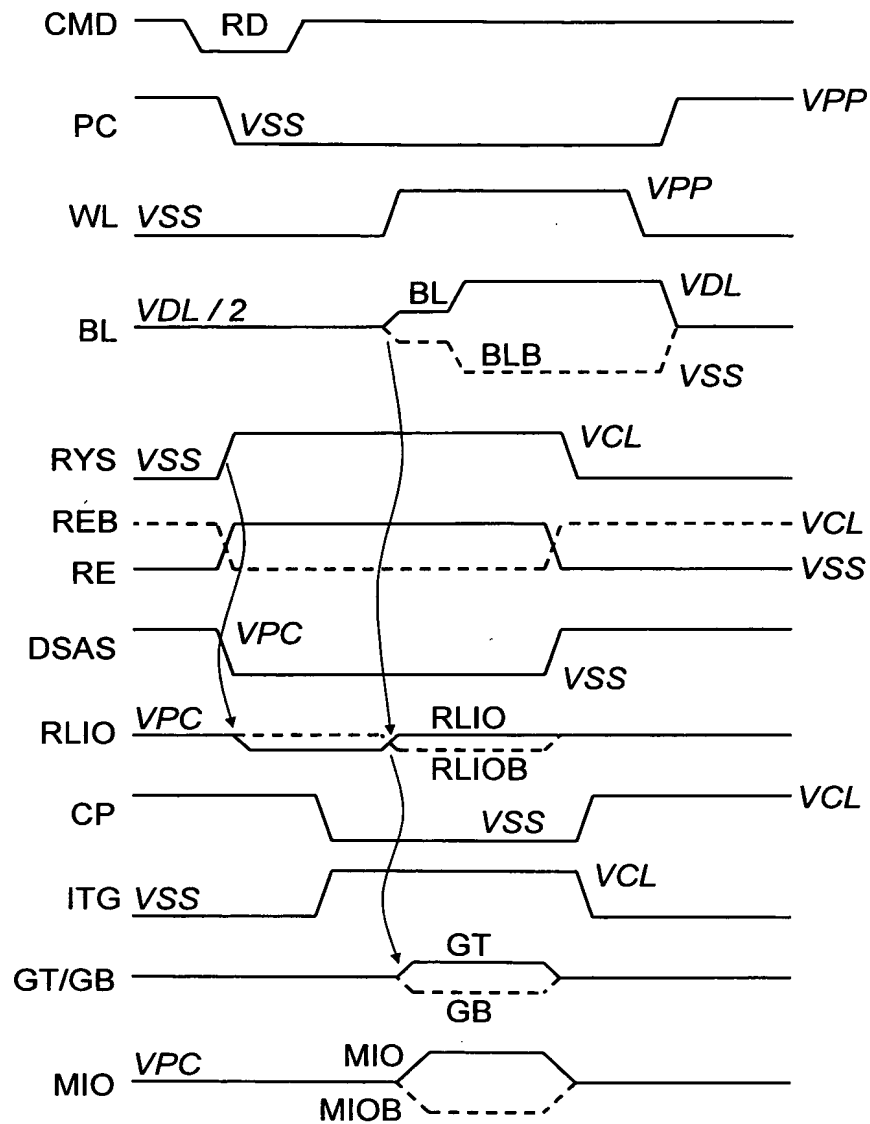 CMD RD
PC VSS VPP
WL VSS VPP
BL VDL / 2 BL VDL
BLB VSS
RYS VSS VCL
REB VCL
RE VSS
DSAS VPC VSS
RLIO VPC RLIO
RLIOB
CP VSS VCL
ITG VSS VCL
GT/GB GT
GB
MIO VPC MIO
MIOB